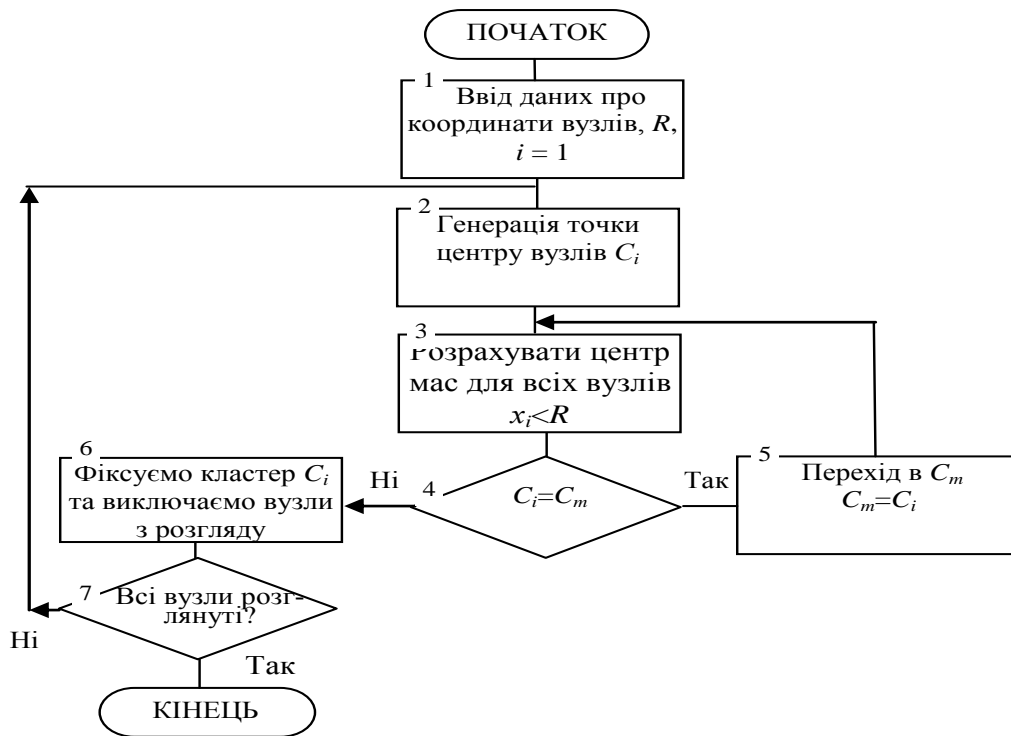 ПОЧАТОК
1
Ввід даних про
координати вузлів, R,
i = 1
2
Генерація точки
центру вузлів Cᵢ
3
Розрахувати центр
мас для всіх вузлів
xᵢ<R
4
Cᵢ=Cₘ
Ні
Так
5
Перехід в Cₘ
Cₘ=Cᵢ
6
Фіксуємо кластер Cᵢ
та виключаємо вузли
з розгляду
7
Всі вузли розг-
лянуті?
Ні
Так
КІНЕЦЬ